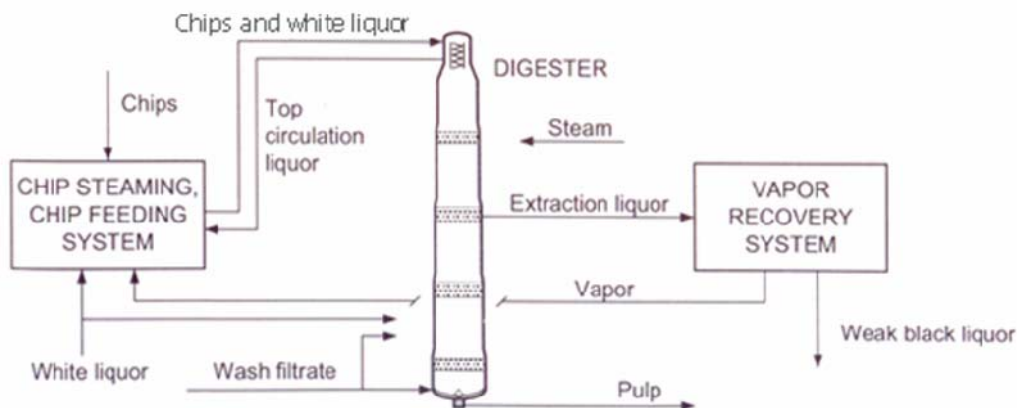 Chips and white liquor
DIGESTER
Chips
Top
circulation
liquor
Steam
CHIP STEAMING,
CHIP FEEDING
SYSTEM
Extraction liquor
VAPOR
RECOVERY
SYSTEM
Vapor
Weak black liquor
White liquor
Wash filtrate
Pulp